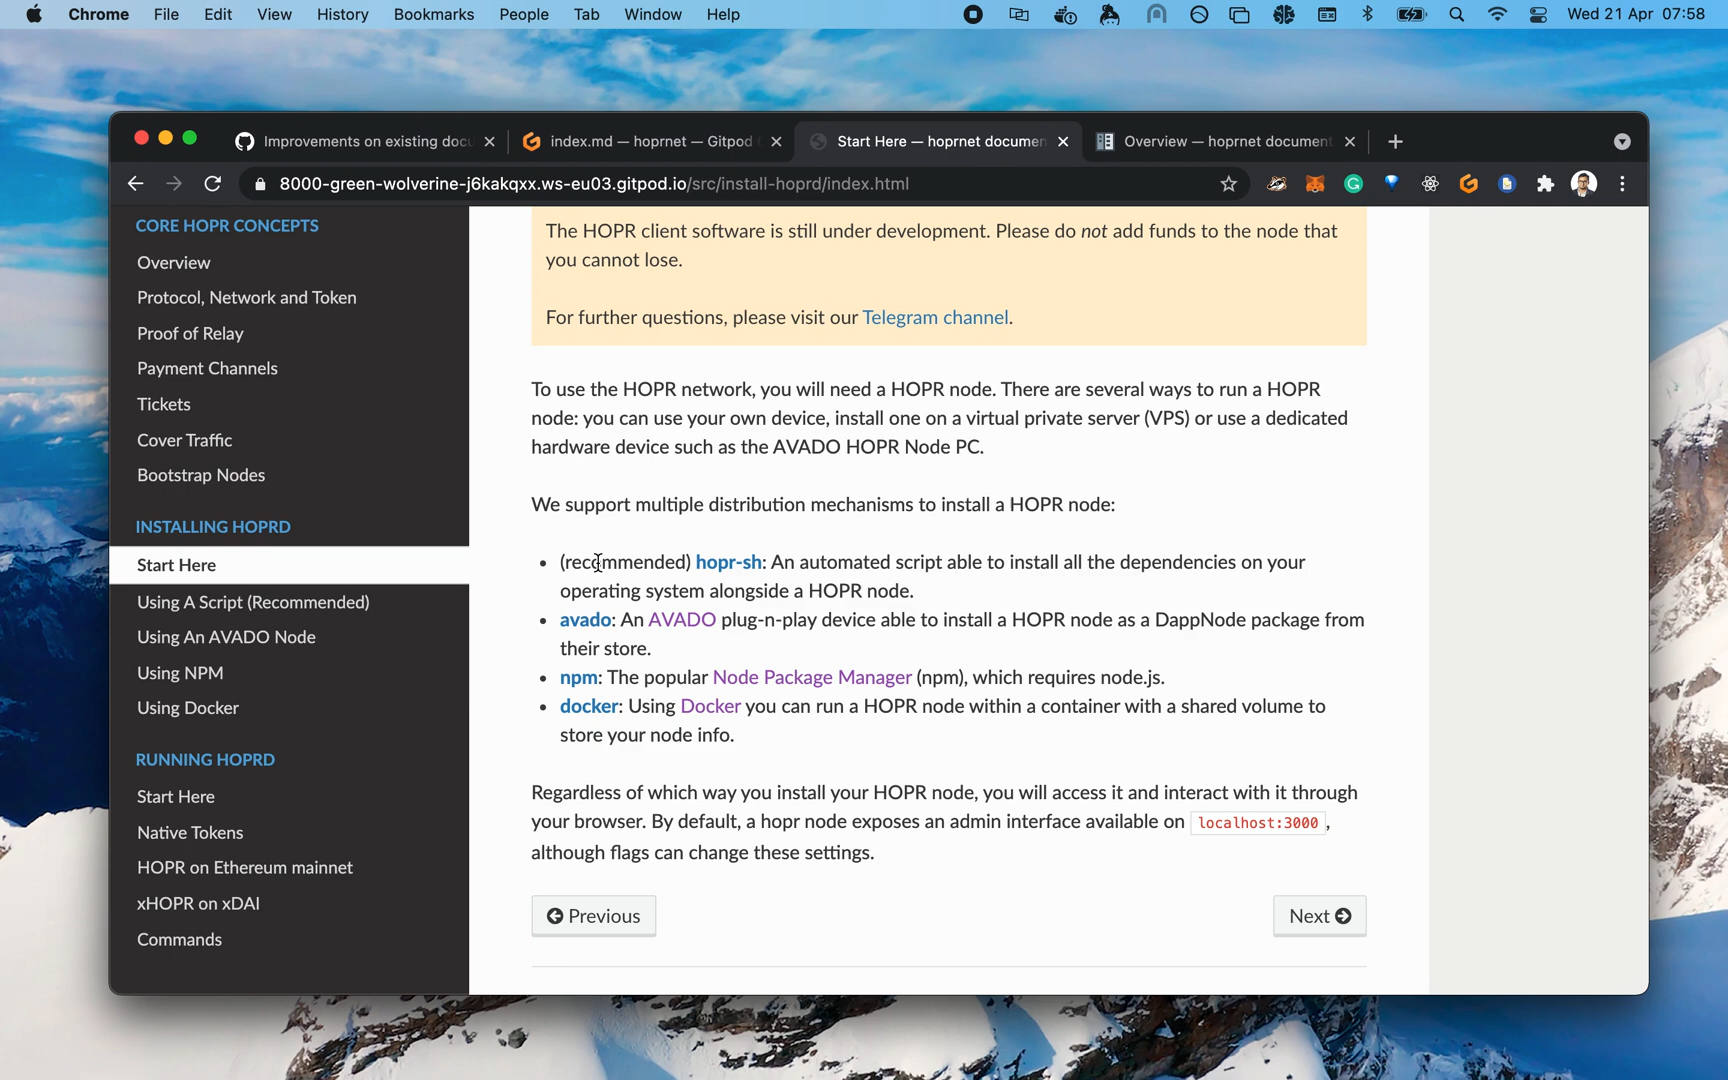 Chrome File Edit View History Bookmarks People Tab Window Help Wed 21 Apr 07:58
Improvements on existing docu
index.md — hoprnet — Gitpod
Start Here — hoprnet documen
Overview — hoprnet document
8000-green-wolverine-j6kakqxx.ws-eu03.gitpod.io/src/install-hoprd/index.html
CORE HOPR CONCEPTS
Overview
Protocol, Network and Token
Proof of Relay
Payment Channels
Tickets
Cover Traffic
Bootstrap Nodes
INSTALLING HOPRD
Start Here
Using A Script (Recommended)
Using An AVADO Node
Using NPM
Using Docker
RUNNING HOPRD
Start Here
Native Tokens
HOPR on Ethereum mainnet
xHOPR on xDAI
Commands
The HOPR client software is still under development. Please do not add funds to the node that
you cannot lose.
For further questions, please visit our Telegram channel.
To use the HOPR network, you will need a HOPR node. There are several ways to run a HOPR
node: you can use your own device, install one on a virtual private server (VPS) or use a dedicated
hardware device such as the AVADO HOPR Node PC.
We support multiple distribution mechanisms to install a HOPR node:
• (recommended) hopr-sh: An automated script able to install all the dependencies on your
operating system alongside a HOPR node.
• avado: An AVADO plug-n-play device able to install a HOPR node as a DappNode package from
their store.
• npm: The popular Node Package Manager (npm), which requires node.js.
• docker: Using Docker you can run a HOPR node within a container with a shared volume to
store your node info.
Regardless of which way you install your HOPR node, you will access it and interact with it through
your browser. By default, a hopr node exposes an admin interface available on localhost:3000,
although flags can change these settings.
Previous
Next